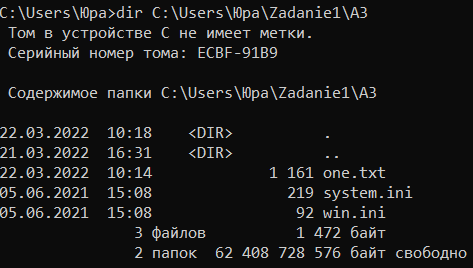 C:\Users\Юра>dir C:\Users\Юра\Zadanie1\A3
Том в устройстве C не имеет метки.
Серийный номер тома: ECBF-91B9
Содержимое папки C:\Users\Юра\Zadanie1\A3
22.03.2022  10:18    <DIR>          .
21.03.2022  16:31    <DIR>          ..
22.03.2022  10:14             1 161 one.txt
05.06.2021  15:08               219 system.ini
05.06.2021  15:08                92 win.ini
3 файлов          1 472 байт
2 папок  62 408 728 576 байт свободно